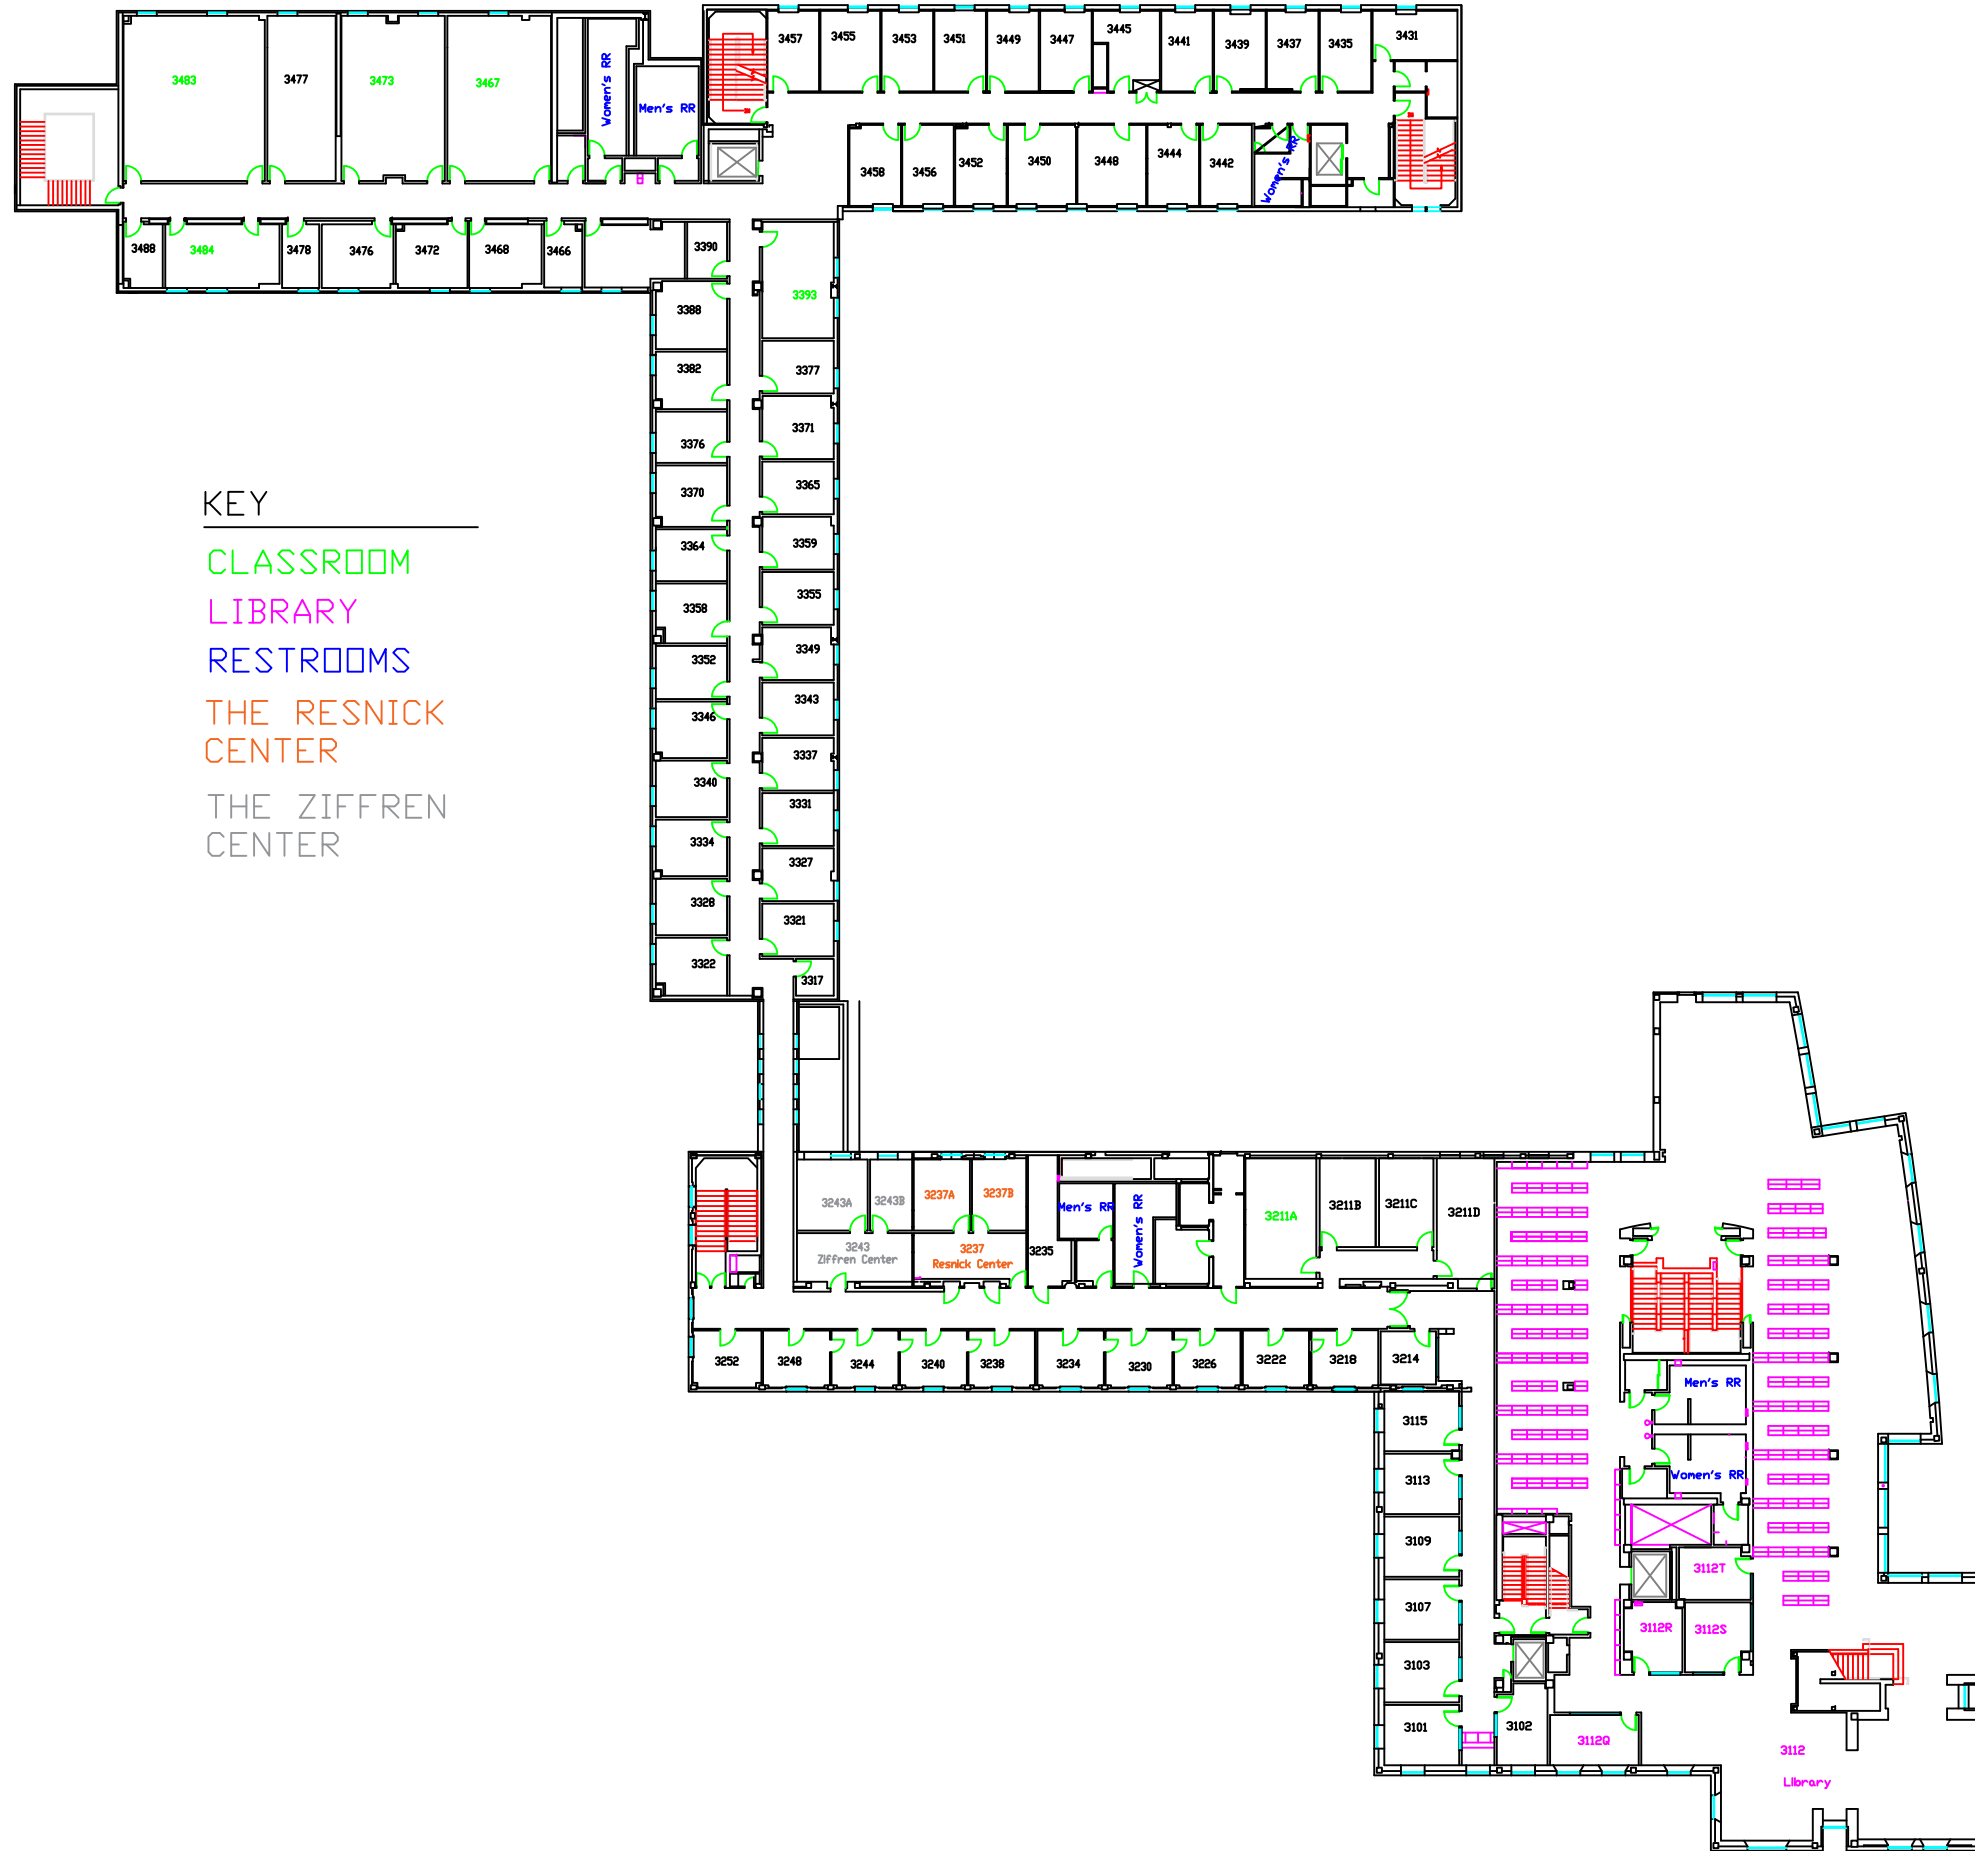 3483
3477
3473
3467
Women's RR
Men's RR
3457
3455
3453
3451
3449
3447
3445
3441
3439
3437
3435
3431
3458
3456
3452
3450
3448
3444
3442
Women's RR
3488
3484
3478
3476
3472
3468
3466
3390
3393
3388
3382
3377
3376
3371
3370
3365
3364
3359
3358
3355
3352
3349
3346
3343
3340
3337
3334
3331
3328
3327
3322
3321
3317
KEY
CLASSROOM
LIBRARY
RESTROOMS
THE RESNICK
CENTER
THE ZIFFREN
CENTER
3243A
3243B
3237A
3237B
3243
Ziffren Center
3237
Resnick Center
3235
Men's RR
Women's RR
3211A
3211B
3211C
3211D
3252
3248
3244
3240
3238
3234
3230
3226
3222
3218
3214
3115
3113
3109
3107
3103
3101
3102
Men's RR
Women's RR
3112T
3112R
3112S
3112Q
3112
Library